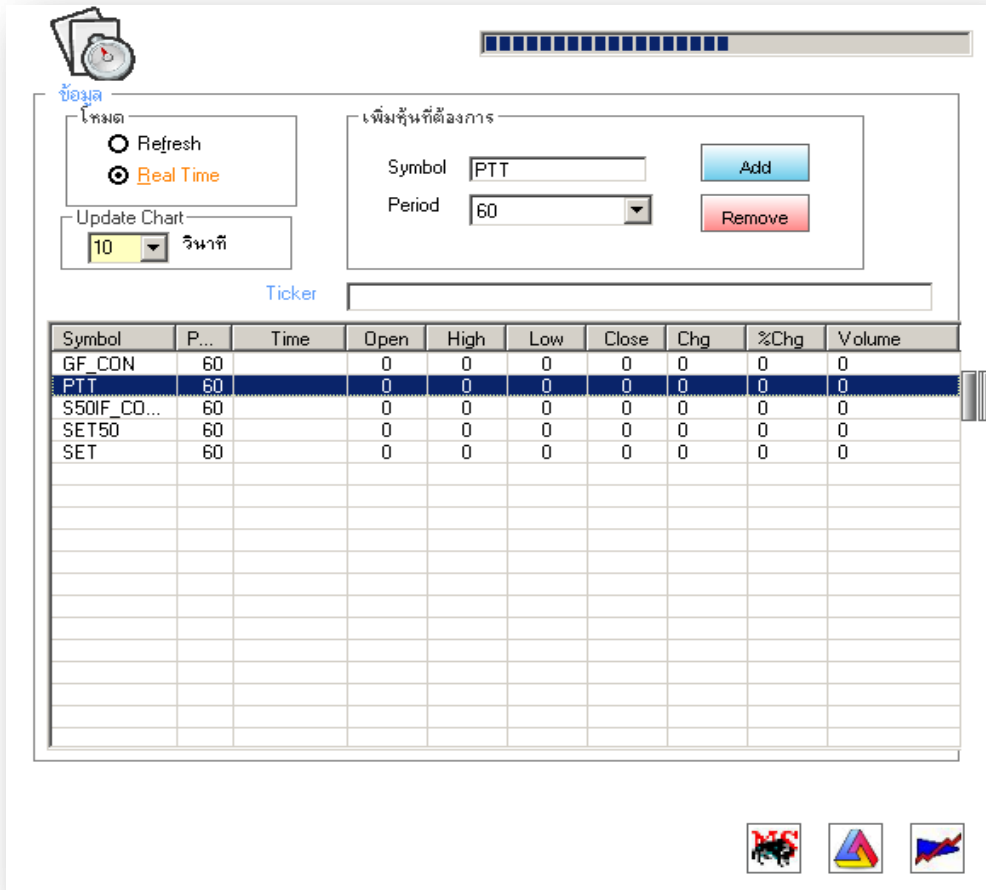 ข้อมูล
โหมด
Refresh
Real Time
Update Chart
10 วินาที
เพิ่มหุ้นที่ต้องการ
Symbol PTT Add
Period 60 Remove
Ticker
Symbol P... Time Open High Low Close Chg %Chg Volume
GF_CON 60 0 0 0 0 0 0 0
PTT 60 0 0 0 0 0 0 0
S50IF_CO... 60 0 0 0 0 0 0 0
SET50 60 0 0 0 0 0 0 0
SET 60 0 0 0 0 0 0 0
MS